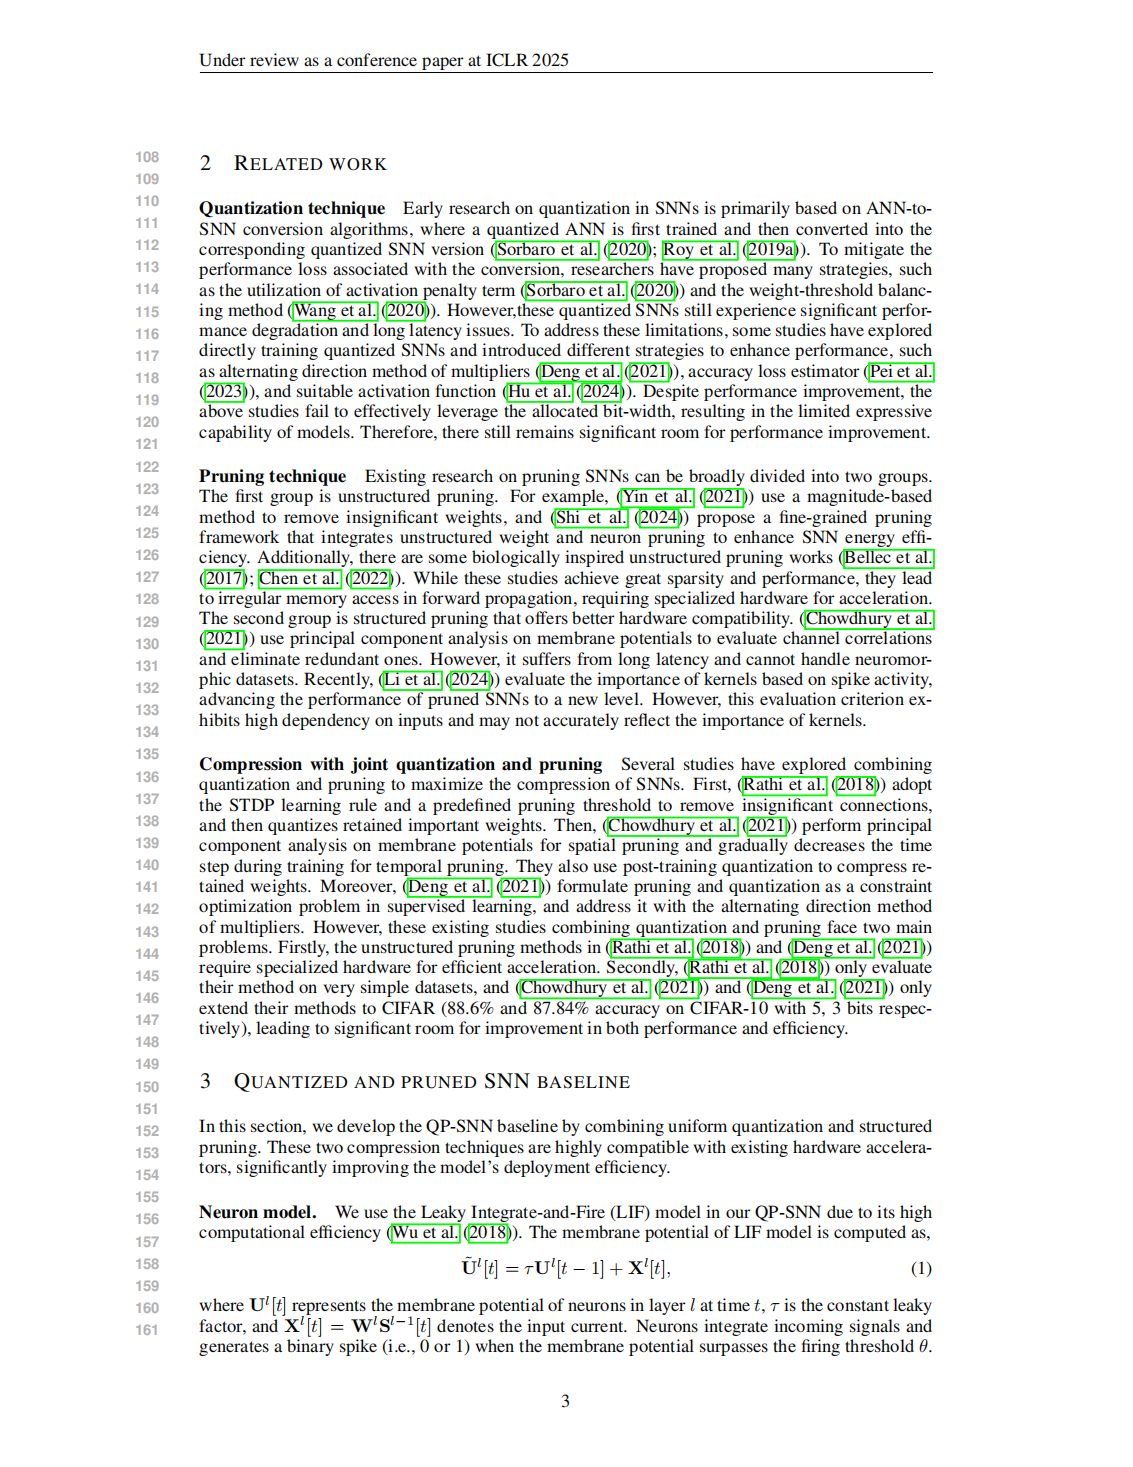 Under review as a conference paper at ICLR 2025
108
109
110
111
112
113
114
115
116
117
118
119
120
121
122
123
124
125
126
127
128
129
130
131
132
133
134
135
136
137
138
139
140
141
142
143
144
145
146
147
148
149
150
151
152
153
154
155
156
157
158
159
160
161
2 RELATED WORK
Quantization technique Early research on quantization in SNNs is primarily based on ANN-to-
SNN conversion algorithms, where a quantized ANN is first trained and then converted into the
corresponding quantized SNN version (Sorbaro et al. (2020); Roy et al. (2019a)). To mitigate the
performance loss associated with the conversion, researchers have proposed many strategies, such
as the utilization of activation penalty term (Sorbaro et al. (2020)) and the weight-threshold balanc-
ing method (Wang et al. (2020)). However,these quantized SNNs still experience significant perfor-
mance degradation and long latency issues. To address these limitations, some studies have explored
directly training quantized SNNs and introduced different strategies to enhance performance, such
as alternating direction method of multipliers (Deng et al. (2021)), accuracy loss estimator (Pei et al.
(2023)), and suitable activation function (Hu et al. (2024)). Despite performance improvement, the
above studies fail to effectively leverage the allocated bit-width, resulting in the limited expressive
capability of models. Therefore, there still remains significant room for performance improvement.
Pruning technique Existing research on pruning SNNs can be broadly divided into two groups.
The first group is unstructured pruning. For example, (Yin et al. (2021)) use a magnitude-based
method to remove insignificant weights, and (Shi et al. (2024)) propose a fine-grained pruning
framework that integrates unstructured weight and neuron pruning to enhance SNN energy effi-
ciency. Additionally, there are some biologically inspired unstructured pruning works (Bellec et al.
(2017); Chen et al. (2022)). While these studies achieve great sparsity and performance, they lead
to irregular memory access in forward propagation, requiring specialized hardware for acceleration.
The second group is structured pruning that offers better hardware compatibility. (Chowdhury et al.
(2021)) use principal component analysis on membrane potentials to evaluate channel correlations
and eliminate redundant ones. However, it suffers from long latency and cannot handle neuromor-
phic datasets. Recently, (Li et al. (2024)) evaluate the importance of kernels based on spike activity,
advancing the performance of pruned SNNs to a new level. However, this evaluation criterion ex-
hibits high dependency on inputs and may not accurately reflect the importance of kernels.
Compression with joint quantization and pruning Several studies have explored combining
quantization and pruning to maximize the compression of SNNs. First, (Rathi et al. (2018)) adopt
the STDP learning rule and a predefined pruning threshold to remove insignificant connections,
and then quantizes retained important weights. Then, (Chowdhury et al. (2021)) perform principal
component analysis on membrane potentials for spatial pruning and gradually decreases the time
step during training for temporal pruning. They also use post-training quantization to compress re-
tained weights. Moreover, (Deng et al. (2021)) formulate pruning and quantization as a constraint
optimization problem in supervised learning, and address it with the alternating direction method
of multipliers. However, these existing studies combining quantization and pruning face two main
problems. Firstly, the unstructured pruning methods in (Rathi et al. (2018)) and (Deng et al. (2021))
require specialized hardware for efficient acceleration. Secondly, (Rathi et al. (2018)) only evaluate
their method on very simple datasets, and (Chowdhury et al. (2021)) and (Deng et al. (2021)) only
extend their methods to CIFAR (88.6% and 87.84% accuracy on CIFAR-10 with 5, 3 bits respec-
tively), leading to significant room for improvement in both performance and efficiency.
3 QUANTIZED AND PRUNED SNN BASELINE
In this section, we develop the QP-SNN baseline by combining uniform quantization and structured
pruning. These two compression techniques are highly compatible with existing hardware accelera-
tors, significantly improving the model's deployment efficiency.
Neuron model. We use the Leaky Integrate-and-Fire (LIF) model in our QP-SNN due to its high
computational efficiency (Wu et al. (2018)). The membrane potential of LIF model is computed as,
Ũˡ[t] = τUˡ[t − 1] + Xˡ[t], (1)
where Uˡ[t] represents the membrane potential of neurons in layer l at time t, τ is the constant leaky
factor, and Xˡ[t] = WˡSˡ⁻¹[t] denotes the input current. Neurons integrate incoming signals and
generates a binary spike (i.e., 0 or 1) when the membrane potential surpasses the firing threshold θ.
3